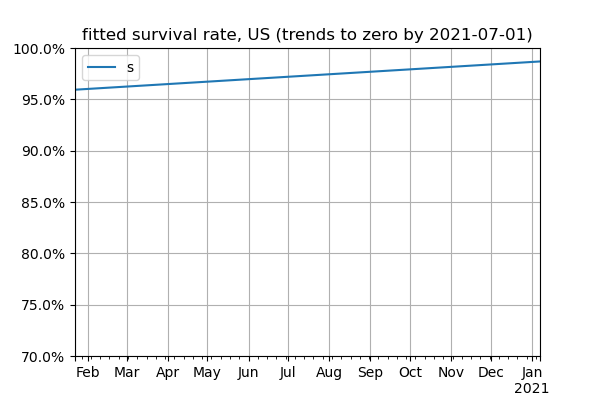 fitted survival rate, US (trends to zero by 2021-07-01)
s
100.0%
95.0%
90.0%
85.0%
80.0%
75.0%
70.0%
Feb Mar Apr May Jun Jul Aug Sep Oct Nov Dec Jan
2021